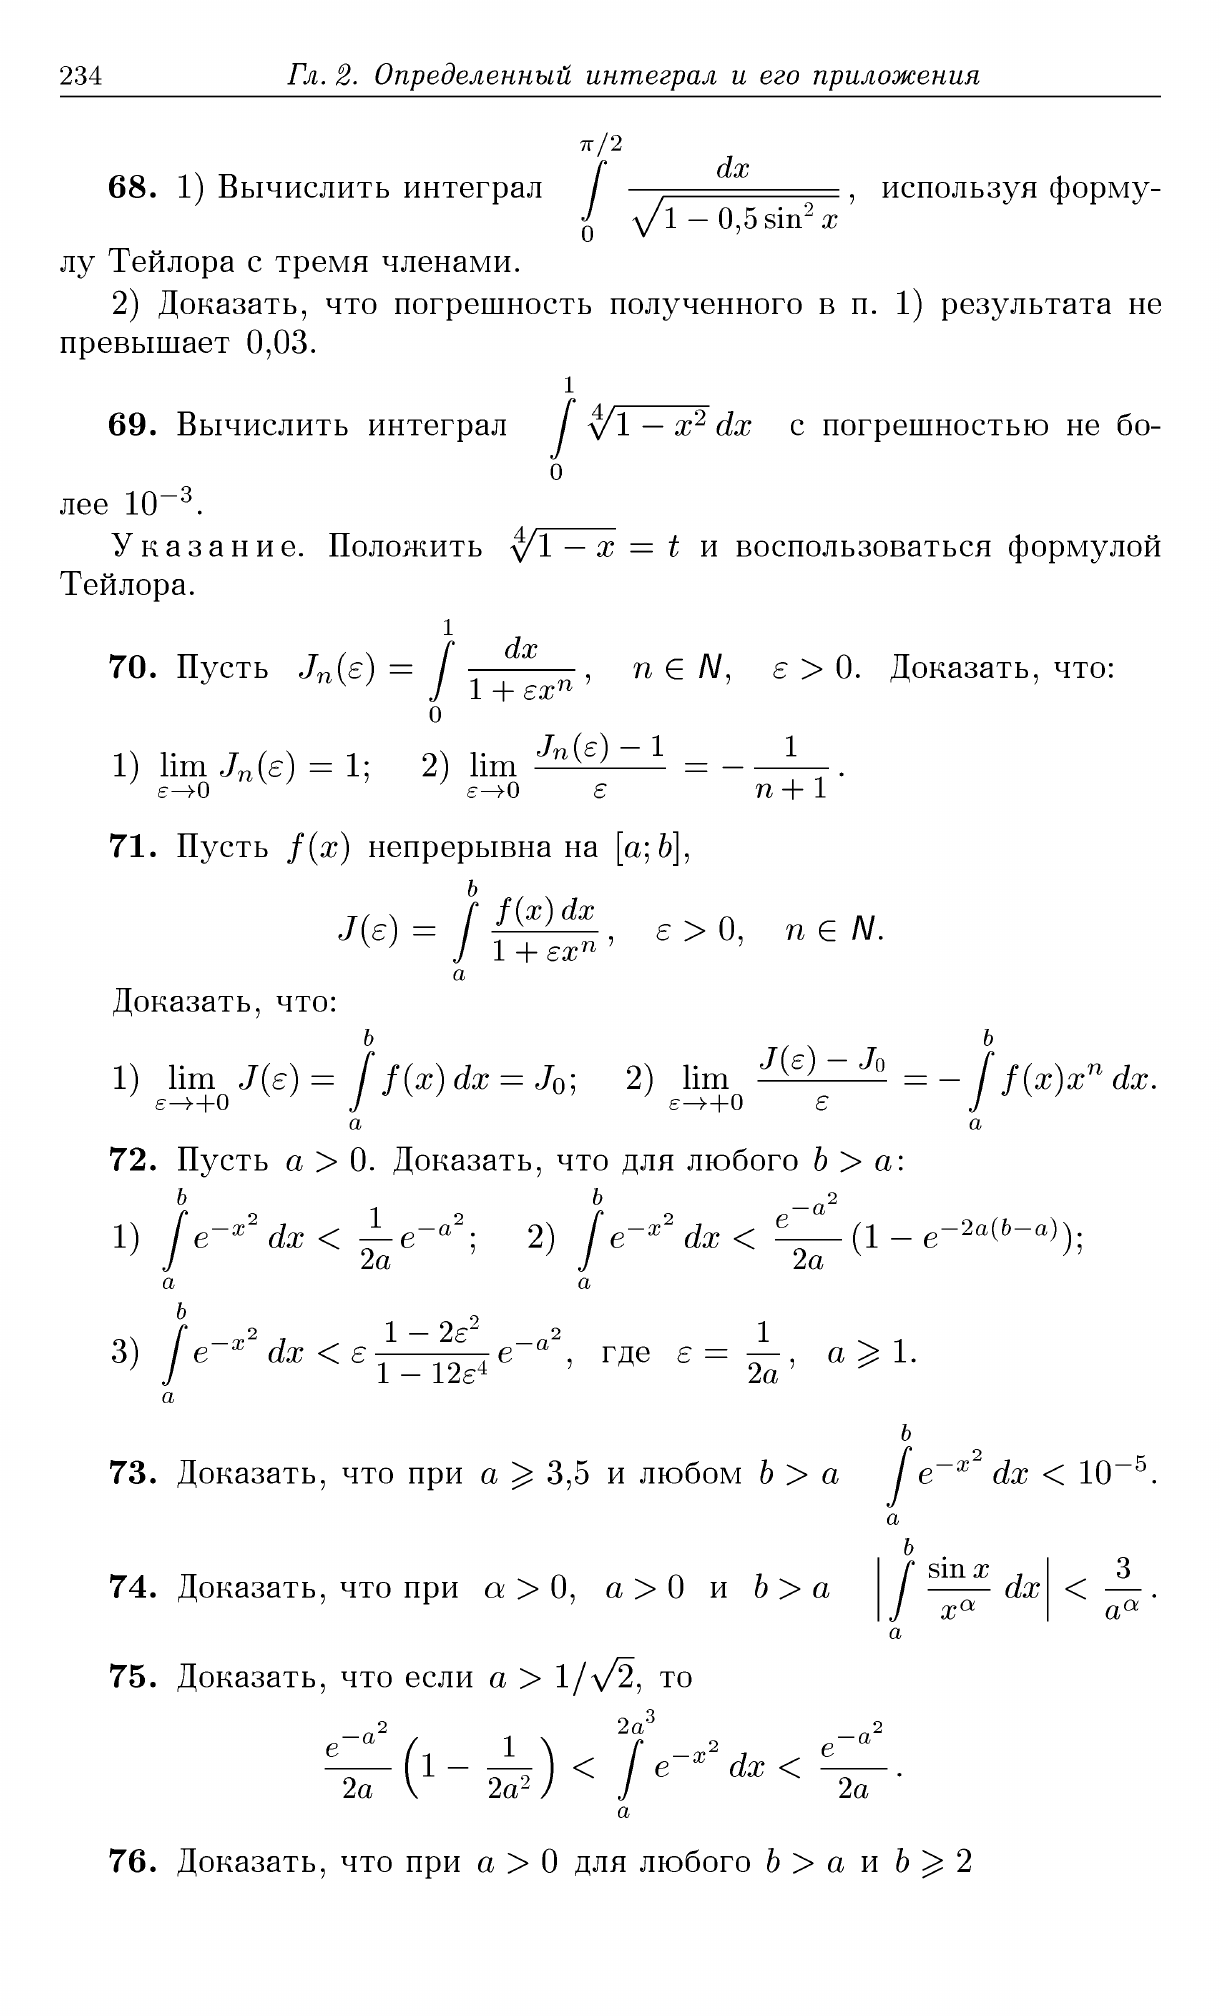 234 Гл. 2. Определенный интеграл и его приложения
68. 1) Вычислить интеграл $\int\limits_0^{\pi/2} \frac{dx}{\sqrt{1 - 0,5 \sin^2 x}}$, используя форму-
лу Тейлора с тремя членами.
2) Доказать, что погрешность полученного в п. 1) результата не
превышает 0,03.
69. Вычислить интеграл $\int\limits_0^1 \sqrt[4]{1 - x^2}\, dx$ с погрешностью не бо-
лее $10^{-3}$.
Указание. Положить $\sqrt[4]{1 - x} = t$ и воспользоваться формулой
Тейлора.
70. Пусть $J_n(\varepsilon) = \int\limits_0^1 \frac{dx}{1 + \varepsilon x^n}$, $n \in N$, $\varepsilon > 0$. Доказать, что:
1) $\lim\limits_{\varepsilon \to 0} J_n(\varepsilon) = 1$; 2) $\lim\limits_{\varepsilon \to 0} \frac{J_n(\varepsilon) - 1}{\varepsilon} = -\frac{1}{n + 1}$.
71. Пусть $f(x)$ непрерывна на $[a; b]$,
$J(\varepsilon) = \int\limits_a^b \frac{f(x)\, dx}{1 + \varepsilon x^n}$, $\varepsilon > 0$, $n \in N$.
Доказать, что:
1) $\lim\limits_{\varepsilon \to +0} J(\varepsilon) = \int\limits_a^b f(x)\, dx = J_0$; 2) $\lim\limits_{\varepsilon \to +0} \frac{J(\varepsilon) - J_0}{\varepsilon} = -\int\limits_a^b f(x) x^n\, dx$.
72. Пусть $a > 0$. Доказать, что для любого $b > a$:
1) $\int\limits_a^b e^{-x^2}\, dx < \frac{1}{2a} e^{-a^2}$; 2) $\int\limits_a^b e^{-x^2}\, dx < \frac{e^{-a^2}}{2a} (1 - e^{-2a(b-a)})$;
3) $\int\limits_a^b e^{-x^2}\, dx < \varepsilon \frac{1 - 2\varepsilon^2}{1 - 12\varepsilon^4} e^{-a^2}$, где $\varepsilon = \frac{1}{2a}$, $a \geqslant 1$.
73. Доказать, что при $a \geqslant 3,5$ и любом $b > a$ $\int\limits_a^b e^{-x^2}\, dx < 10^{-5}$.
74. Доказать, что при $\alpha > 0$, $a > 0$ и $b > a$ $\left| \int\limits_a^b \frac{\sin x}{x^\alpha}\, dx \right| < \frac{3}{a^\alpha}$.
75. Доказать, что если $a > 1/\sqrt{2}$, то
$\frac{e^{-a^2}}{2a} \left( 1 - \frac{1}{2a^2} \right) < \int\limits_a^{2a^3} e^{-x^2}\, dx < \frac{e^{-a^2}}{2a}$.
76. Доказать, что при $a > 0$ для любого $b > a$ и $b \geqslant 2$